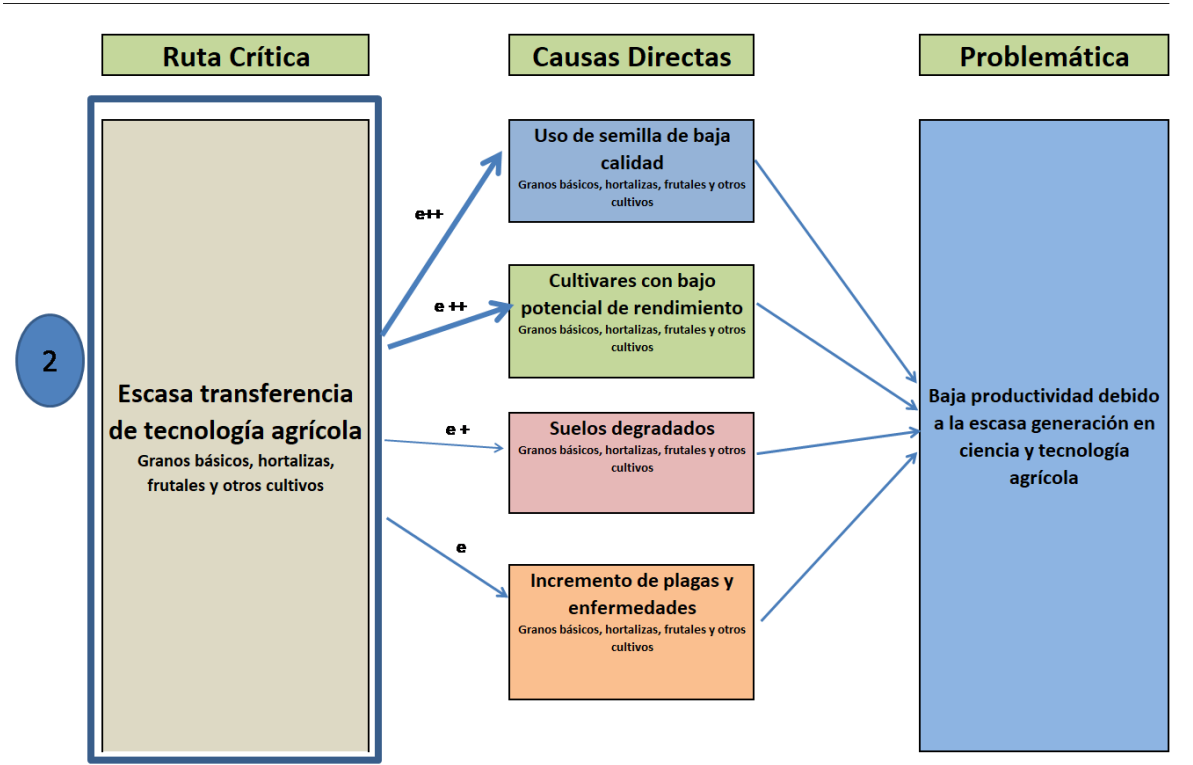 Ruta Crítica
Causas Directas
Problemática
2
Escasa transferencia
de tecnología agrícola
Granos básicos, hortalizas,
frutales y otros cultivos
e++
e ++
e +
e
Uso de semilla de baja
calidad
Granos básicos, hortalizas, frutales y otros
cultivos
Cultivares con bajo
potencial de rendimiento
Granos básicos, hortalizas, frutales y otros
cultivos
Suelos degradados
Granos básicos, hortalizas, frutales y otros
cultivos
Incremento de plagas y
enfermedades
Granos básicos, hortalizas, frutales y otros
cultivos
Baja productividad debido
a la escasa generación en
ciencia y tecnología
agrícola